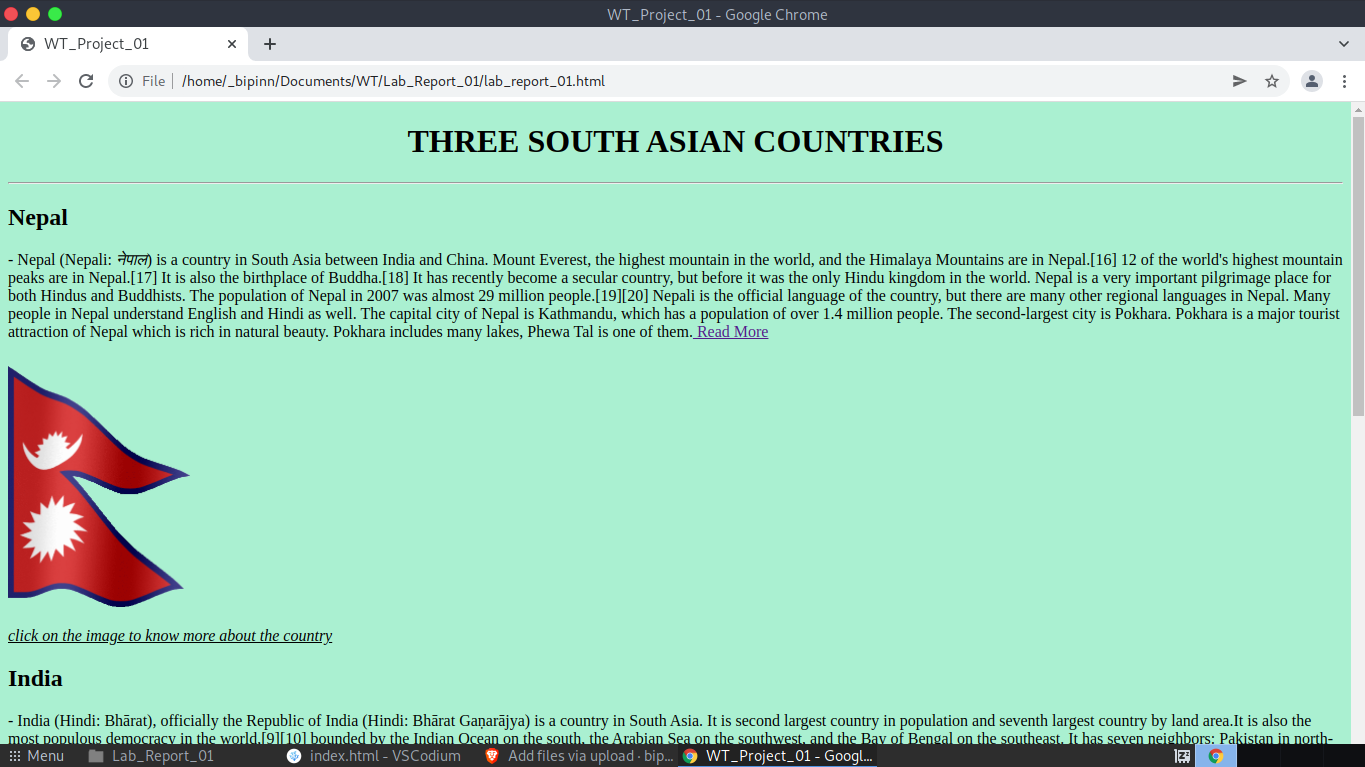 WT_Project_01 - Google Chrome
WT_Project_01
File
/home/_bipinn/Documents/WT/Lab_Report_01/lab_report_01.html
THREE SOUTH ASIAN COUNTRIES
Nepal
- Nepal (Nepali: नेपाल) is a country in South Asia between India and China. Mount Everest, the highest mountain in the world, and the Himalaya Mountains are in Nepal.[16] 12 of the world's highest mountain
peaks are in Nepal.[17] It is also the birthplace of Buddha.[18] It has recently become a secular country, but before it was the only Hindu kingdom in the world. Nepal is a very important pilgrimage place for
both Hindus and Buddhists. The population of Nepal in 2007 was almost 29 million people.[19][20] Nepali is the official language of the country, but there are many other regional languages in Nepal. Many
people in Nepal understand English and Hindi as well. The capital city of Nepal is Kathmandu, which has a population of over 1.4 million people. The second-largest city is Pokhara. Pokhara is a major tourist
attraction of Nepal which is rich in natural beauty. Pokhara includes many lakes, Phewa Tal is one of them. Read More
click on the image to know more about the country
India
- India (Hindi: Bhārat), officially the Republic of India (Hindi: Bhārat Gaṇarājya) is a country in South Asia. It is second largest country in population and seventh largest country by land area.It is also the
most populous democracy in the world.[9][10] bounded by the Indian Ocean on the south, the Arabian Sea on the southwest, and the Bay of Bengal on the southeast. It has seven neighbors: Pakistan in north-
Menu
Lab_Report_01
index.html - VSCodium
Add files via upload · bip...
WT_Project_01 - Googl...